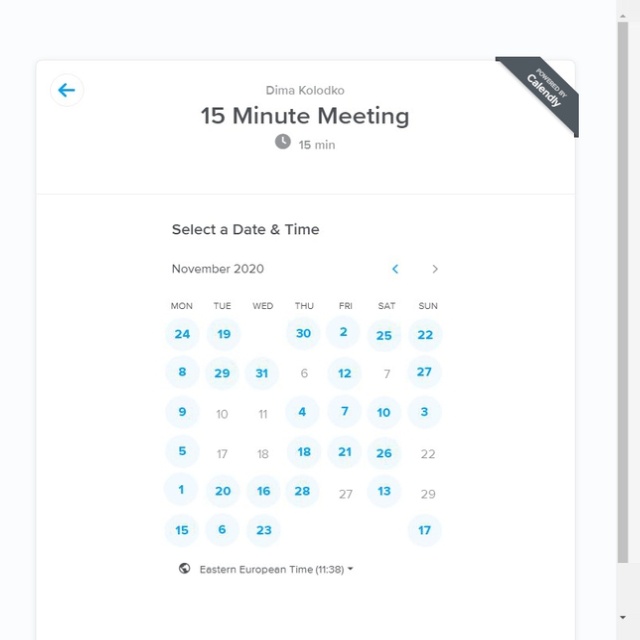 POWERED BY
Calendly
Dima Kolodko
15 Minute Meeting
15 min
Select a Date & Time
November 2020
MON TUE WED THU FRI SAT SUN
24 19 30 2 25 22
8 29 31 6 12 7 27
9 10 11 4 7 10 3
5 17 18 18 21 26 22
1 20 16 28 27 13 29
15 6 23 17
Eastern European Time (11:38)